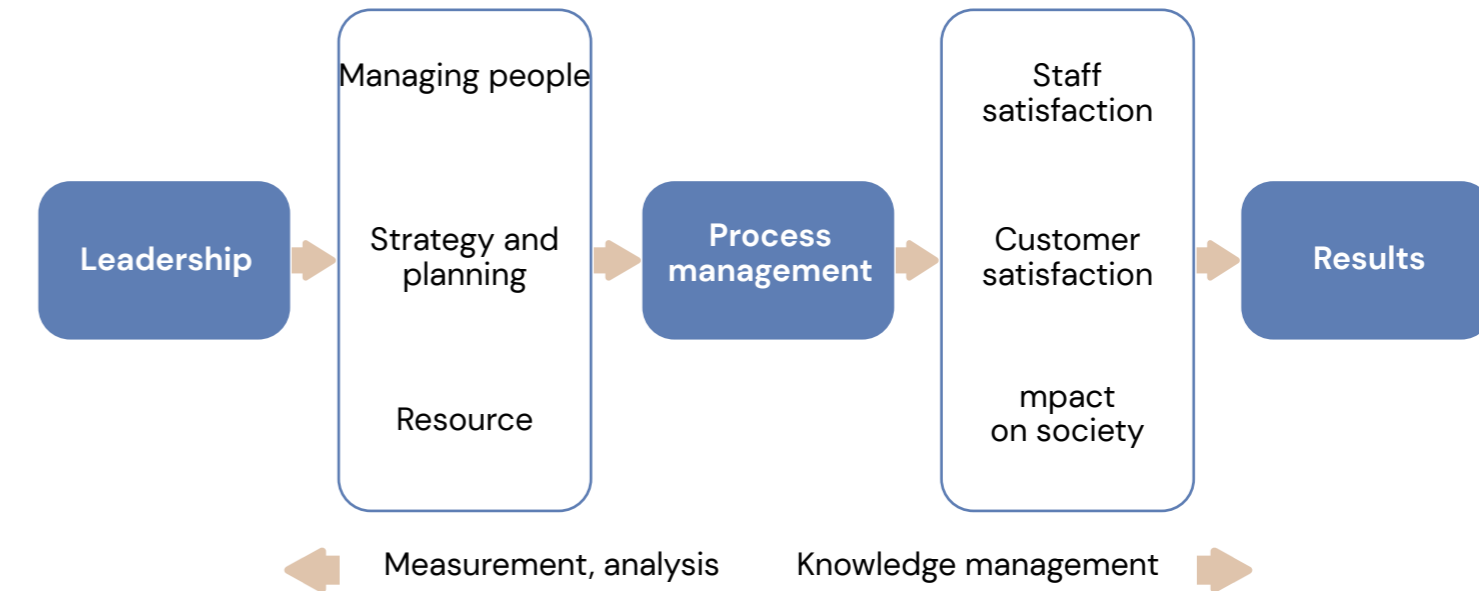 Leadership
Managing people
Strategy and
planning
Resource
Process
management
Staff
satisfaction
Customer
satisfaction
mpact
on society
Results
Measurement, analysis
Knowledge management